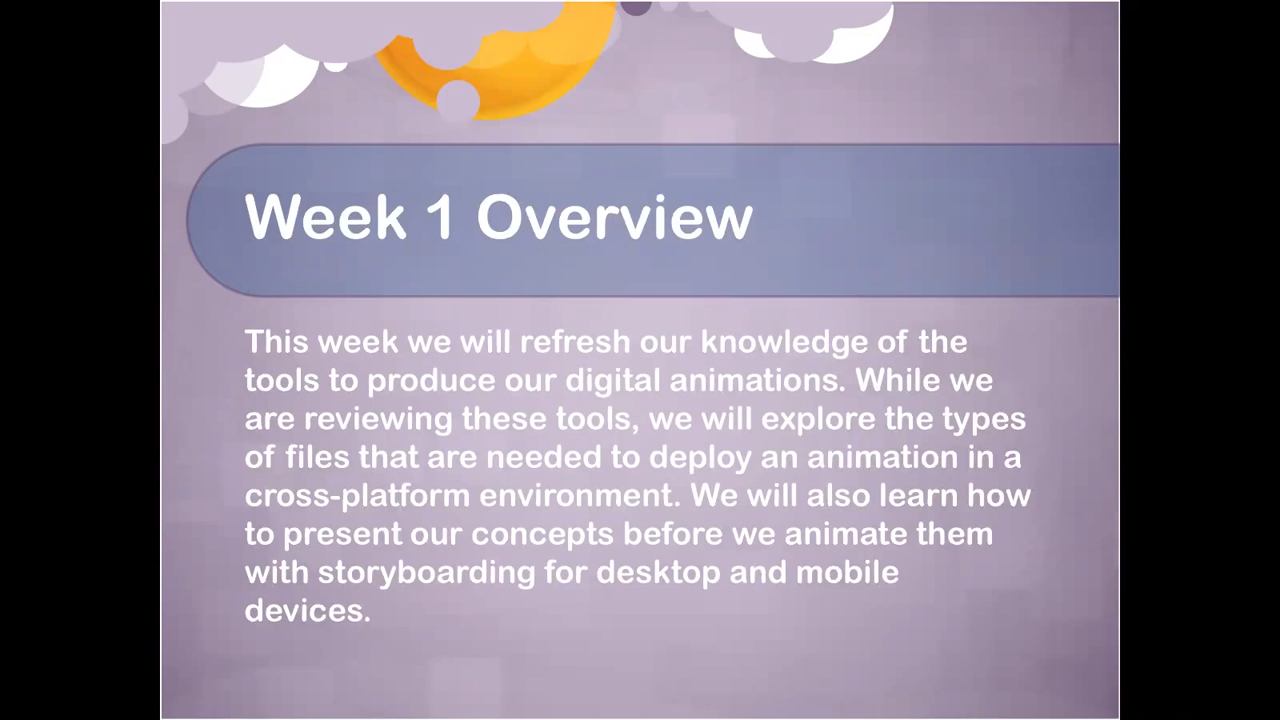 Week 1 Overview
This week we will refresh our knowledge of the
tools to produce our digital animations. While we
are reviewing these tools, we will explore the types
of files that are needed to deploy an animation in a
cross-platform environment. We will also learn how
to present our concepts before we animate them
with storyboarding for desktop and mobile
devices.